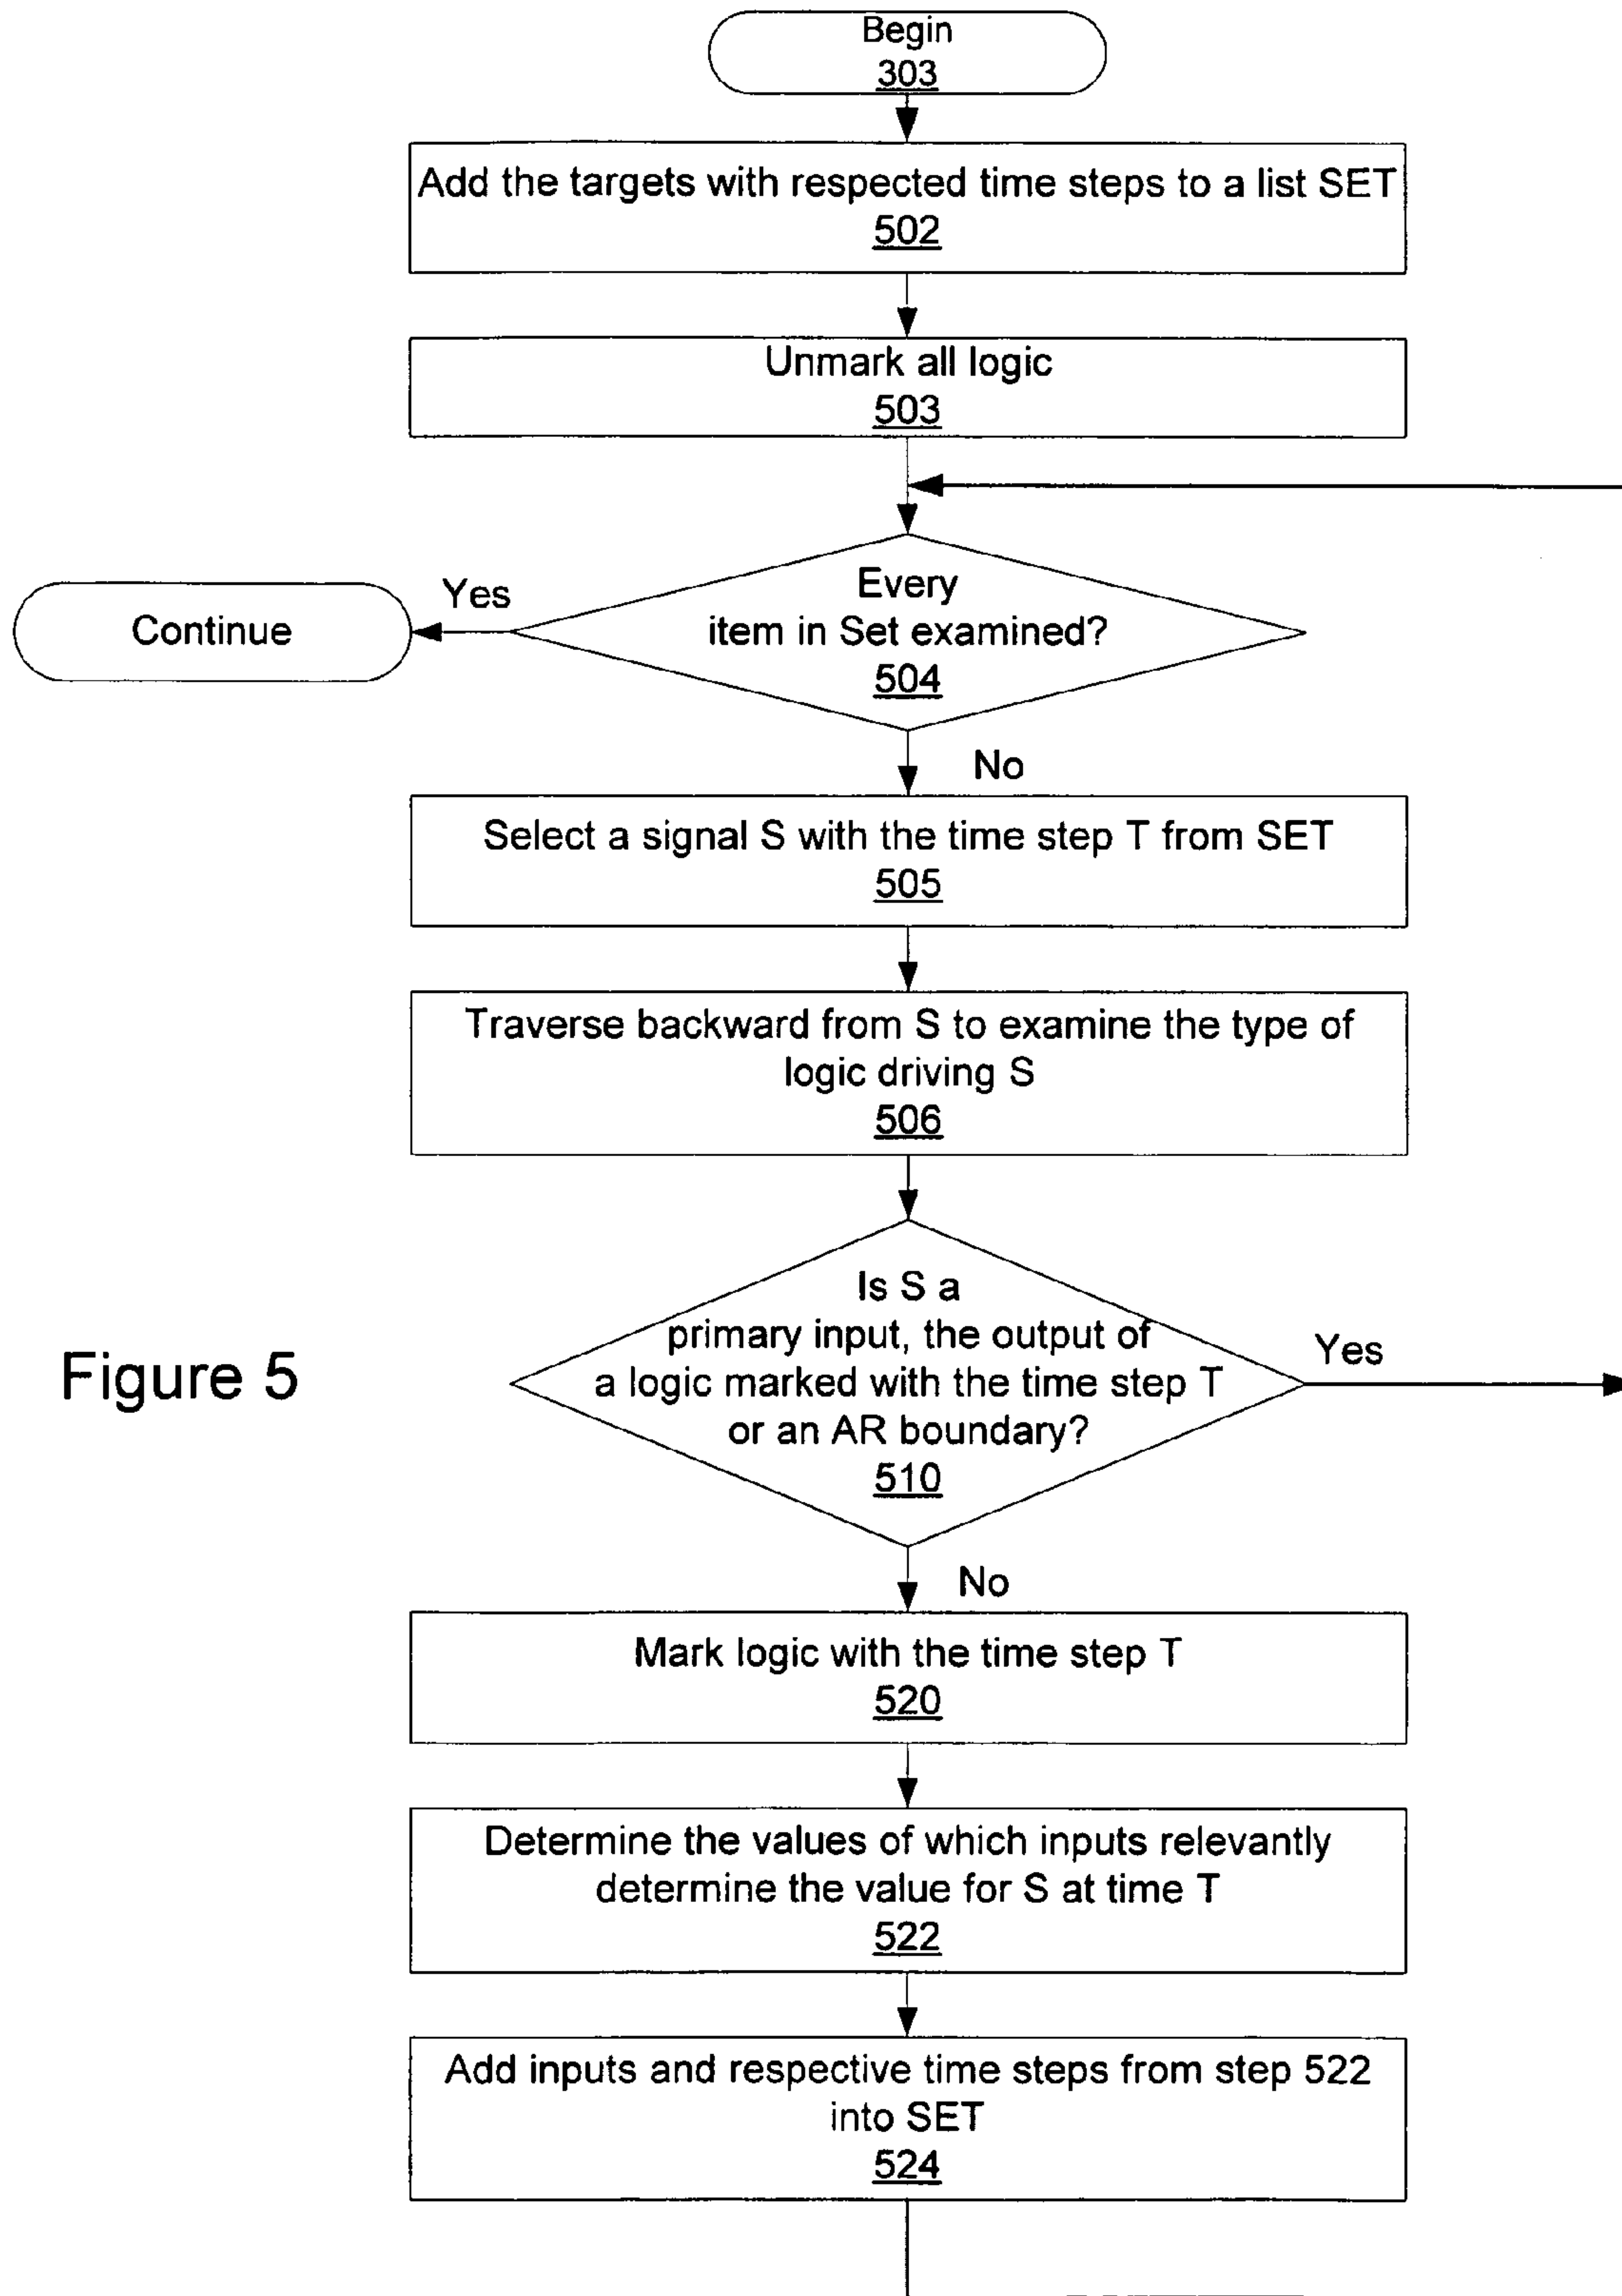 Begin
303
Add the targets with respected time steps to a list SET
502
Unmark all logic
503
Every
item in Set examined?
504
Yes
Continue
No
Select a signal S with the time step T from SET
505
Traverse backward from S to examine the type of
logic driving S
506
Is S a
primary input, the output of
a logic marked with the time step T
or an AR boundary?
510
Yes
Figure 5
No
Mark logic with the time step T
520
Determine the values of which inputs relevantly
determine the value for S at time T
522
Add inputs and respective time steps from step 522
into SET
524